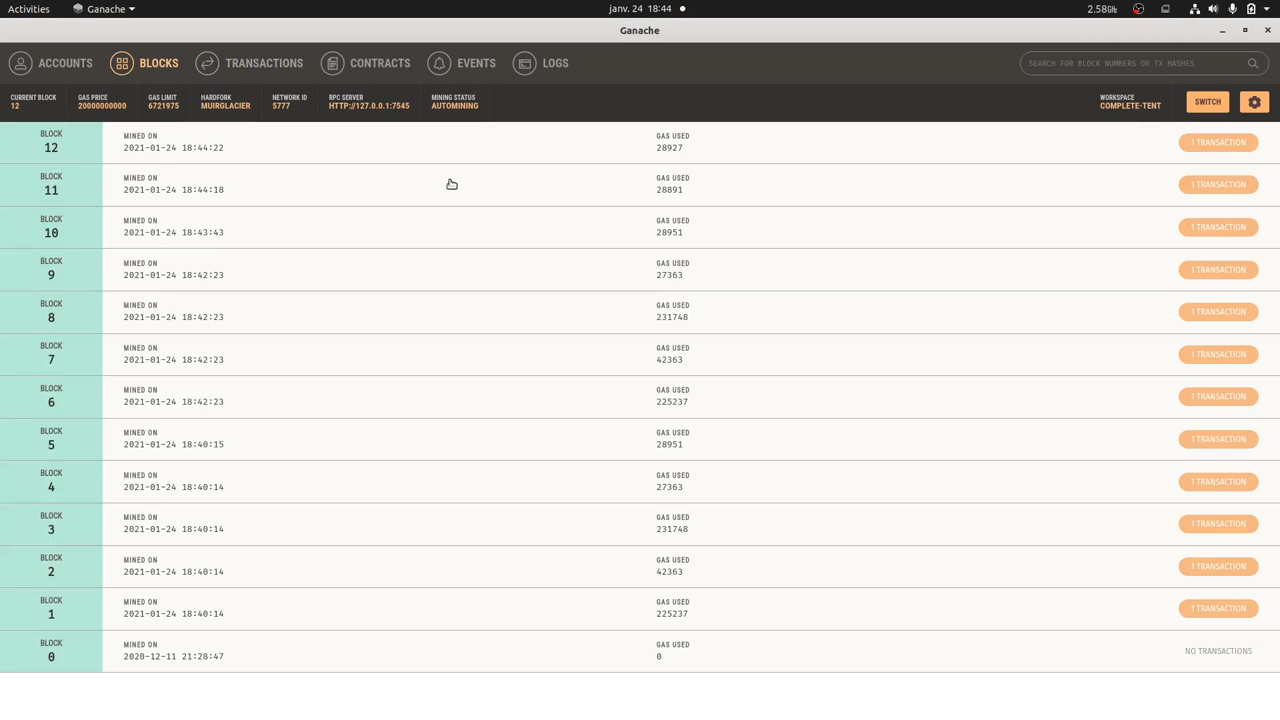 Activities Ganache janv. 24 18:44 2.58GHz
Ganache
ACCOUNTS BLOCKS TRANSACTIONS CONTRACTS EVENTS LOGS SEARCH FOR BLOCK NUMBERS OR TX HASHES
CURRENT BLOCK GAS PRICE GAS LIMIT HARDFORK NETWORK ID RPC SERVER MINING STATUS WORKSPACE
12 20000000000 6721975 MUIRGLACIER 5777 HTTP://127.0.0.1:7545 AUTOMINING COMPLETE-TENT SWITCH
BLOCK MINED ON GAS USED
12 2021-01-24 18:44:22 28927 1 TRANSACTION
BLOCK MINED ON GAS USED
11 2021-01-24 18:44:18 28891 1 TRANSACTION
BLOCK MINED ON GAS USED
10 2021-01-24 18:43:43 28951 1 TRANSACTION
BLOCK MINED ON GAS USED
9 2021-01-24 18:42:23 27363 1 TRANSACTION
BLOCK MINED ON GAS USED
8 2021-01-24 18:42:23 231748 1 TRANSACTION
BLOCK MINED ON GAS USED
7 2021-01-24 18:42:23 42363 1 TRANSACTION
BLOCK MINED ON GAS USED
6 2021-01-24 18:42:23 225237 1 TRANSACTION
BLOCK MINED ON GAS USED
5 2021-01-24 18:40:15 28951 1 TRANSACTION
BLOCK MINED ON GAS USED
4 2021-01-24 18:40:14 27363 1 TRANSACTION
BLOCK MINED ON GAS USED
3 2021-01-24 18:40:14 231748 1 TRANSACTION
BLOCK MINED ON GAS USED
2 2021-01-24 18:40:14 42363 1 TRANSACTION
BLOCK MINED ON GAS USED
1 2021-01-24 18:40:14 225237 1 TRANSACTION
BLOCK MINED ON GAS USED
0 2020-12-11 21:28:47 0 NO TRANSACTIONS